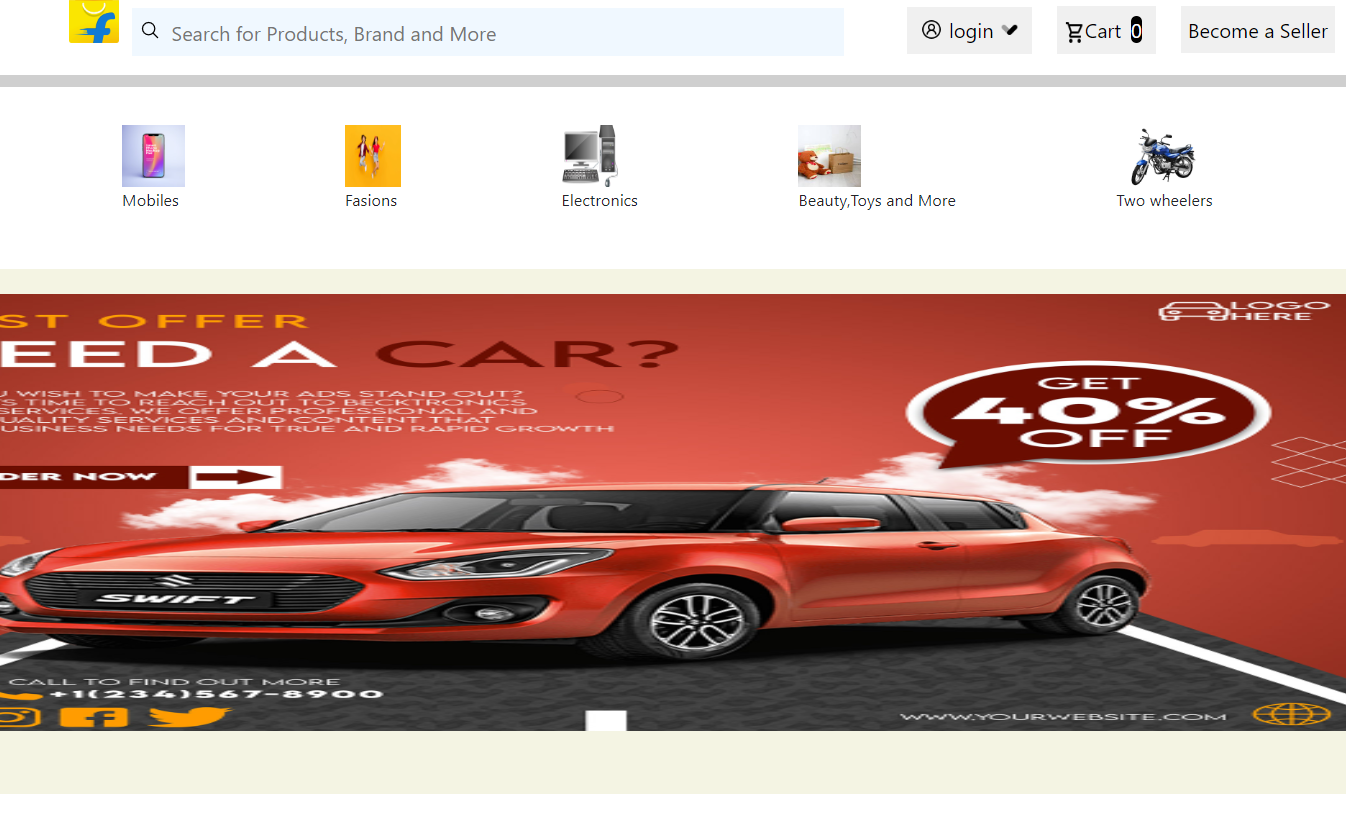 f
Search for Products, Brand and More
login
Cart 0
Become a Seller
Mobiles
Fasions
Electronics
Beauty,Toys and More
Two wheelers
ST OFFER
EED A CAR?
U WISH TO MAKE YOUR ADS STAND OUT?
'S TIME TO REACH OUT TO BECKTRONICS
SERVICES. WE OFFER PROFESSIONAL AND
UALITY SERVICES AND CONTENT THAT
USINESS NEEDS FOR TRUE AND RAPID GROWTH
DER NOW
LOGO
HERE
GET
40%
OFF
SWIFT
CALL TO FIND OUT MORE
+1(234)567-8900
WWW.YOURWEBSITE.COM